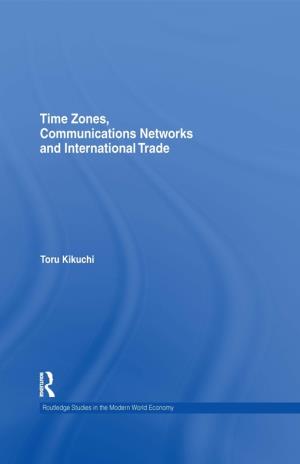 Time Zones,
Communications Networks
and International Trade
Toru Kikuchi
Routledge Studies in the Modern World Economy